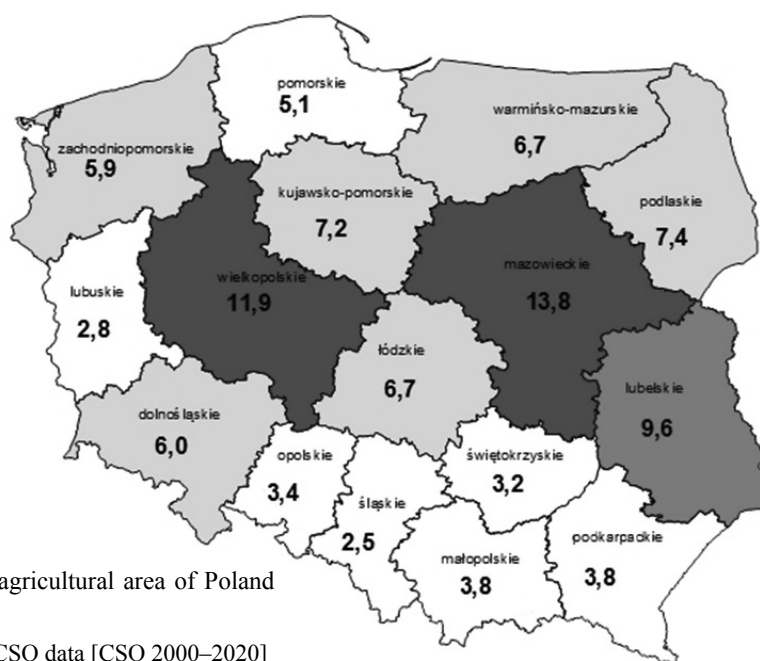 pomorskie
5,1
warmińsko-mazurskie
6,7
zachodniopomorskie
5,9
kujawsko-pomorskie
7,2
podlaskie
7,4
wielkopolskie
11,9
mazowieckie
13,8
lubuskie
2,8
łódzkie
6,7
lubelskie
9,6
dolnośląskie
6,0
opolskie
3,4
świętokrzyskie
3,2
śląskie
2,5
małopolskie
3,8
podkarpackie
3,8
agricultural area of Poland
CSO data [CSO 2000–2020]